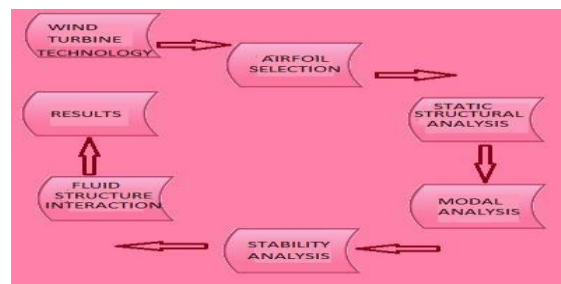 WIND
TURBINE
TECHNOLOGY
AIRFOIL
SELECTION
STATIC
STRUCTURAL
ANALYSIS
MODAL
ANALYSIS
STABILITY
ANALYSIS
FLUID
STRUCTURE
INTERACTION
RESULTS